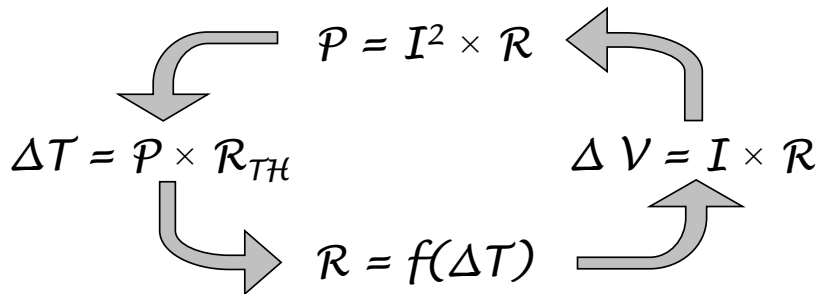 P = I² × R
ΔT = P × R_TH
Δ V = I × R
R = f(ΔT)